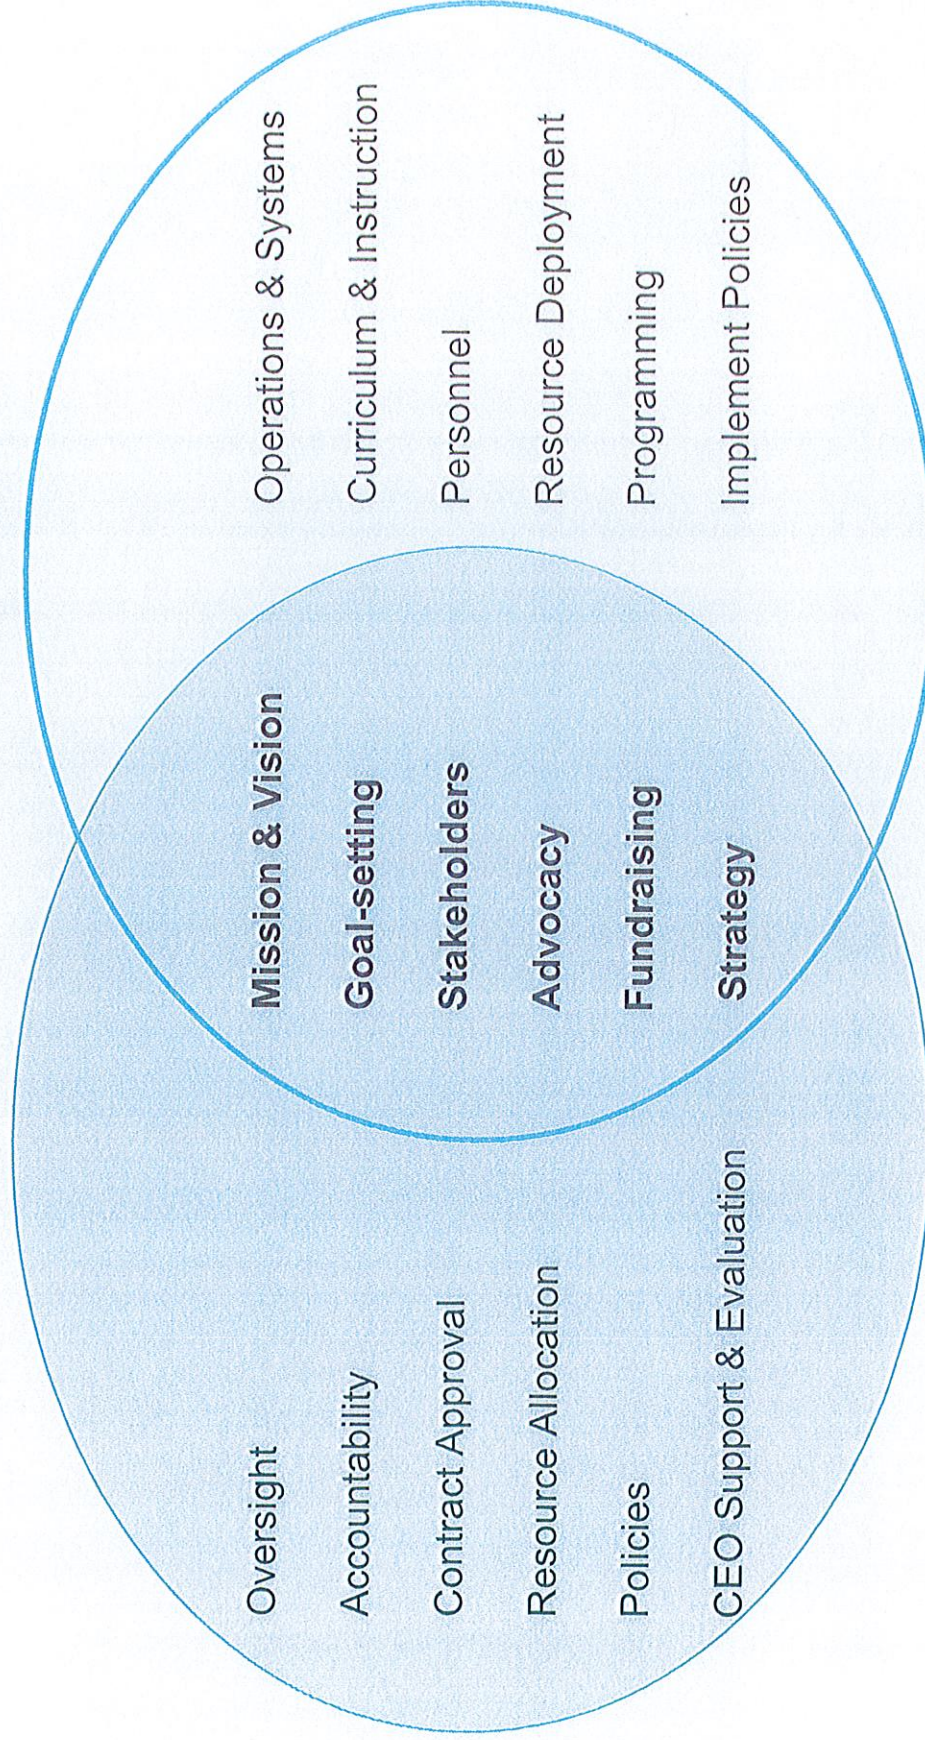 Oversight
Accountability
Contract Approval
Resource Allocation
Policies
CEO Support & Evaluation
Mission & Vision
Goal-setting
Stakeholders
Advocacy
Fundraising
Strategy
Operations & Systems
Curriculum & Instruction
Personnel
Resource Deployment
Programming
Implement Policies